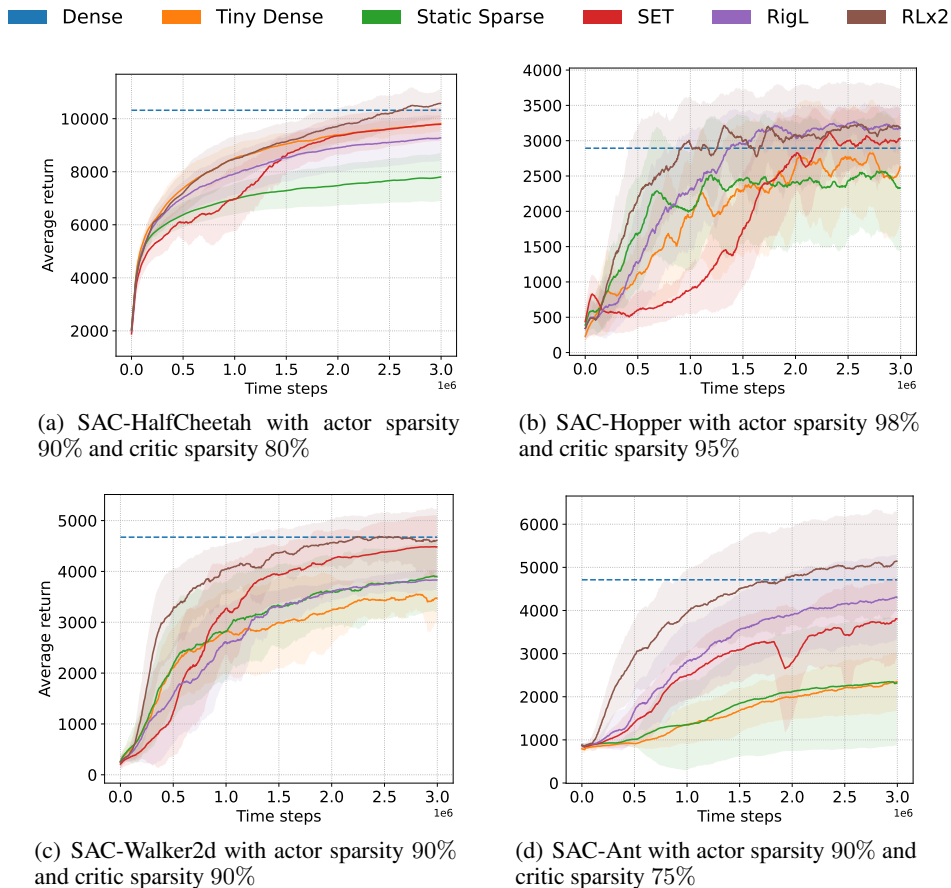 Dense Tiny Dense Static Sparse SET RigL RLx2
Average return
10000
8000
6000
4000
2000
0.0 0.5 1.0 1.5 2.0 2.5 3.0
Time steps 1e6
(a) SAC-HalfCheetah with actor sparsity
90% and critic sparsity 80%
4000
3500
3000
2500
2000
1500
1000
500
0
0.0 0.5 1.0 1.5 2.0 2.5 3.0
Time steps 1e6
(b) SAC-Hopper with actor sparsity 98%
and critic sparsity 95%
Average return
5000
4000
3000
2000
1000
0
0.0 0.5 1.0 1.5 2.0 2.5 3.0
Time steps 1e6
(c) SAC-Walker2d with actor sparsity 90%
and critic sparsity 90%
6000
5000
4000
3000
2000
1000
0
0.0 0.5 1.0 1.5 2.0 2.5 3.0
Time steps 1e6
(d) SAC-Ant with actor sparsity 90% and
critic sparsity 75%